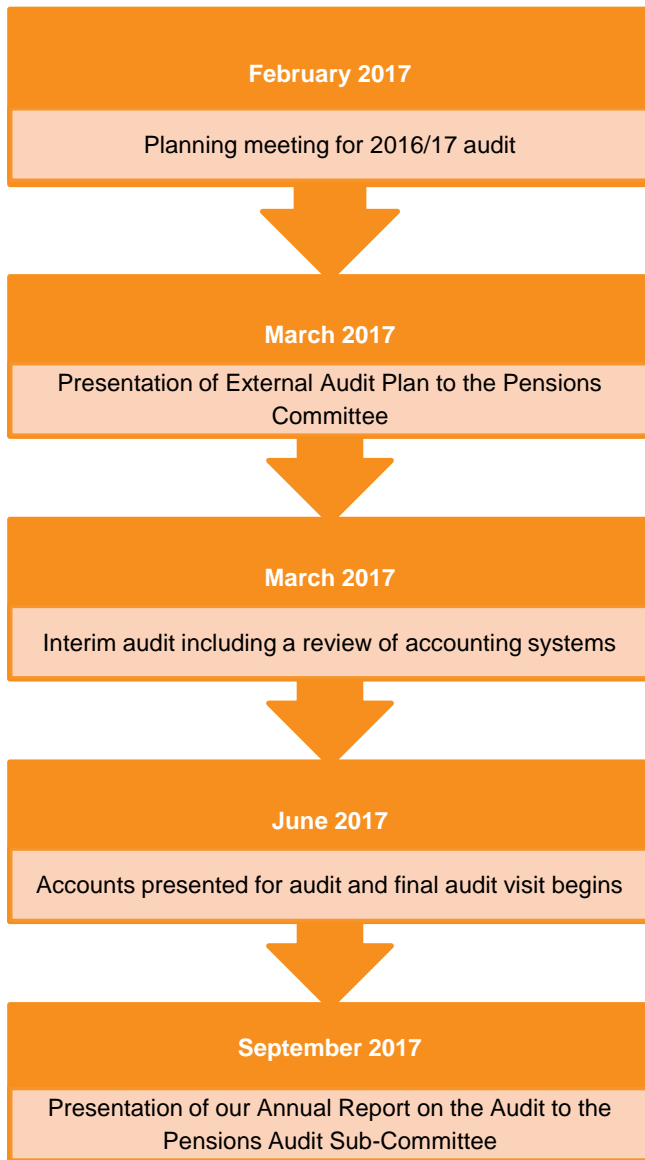 February 2017
Planning meeting for 2016/17 audit
March 2017
Presentation of External Audit Plan to the Pensions
Committee
March 2017
Interim audit including a review of accounting systems
June 2017
Accounts presented for audit and final audit visit begins
September 2017
Presentation of our Annual Report on the Audit to the
Pensions Audit Sub-Committee